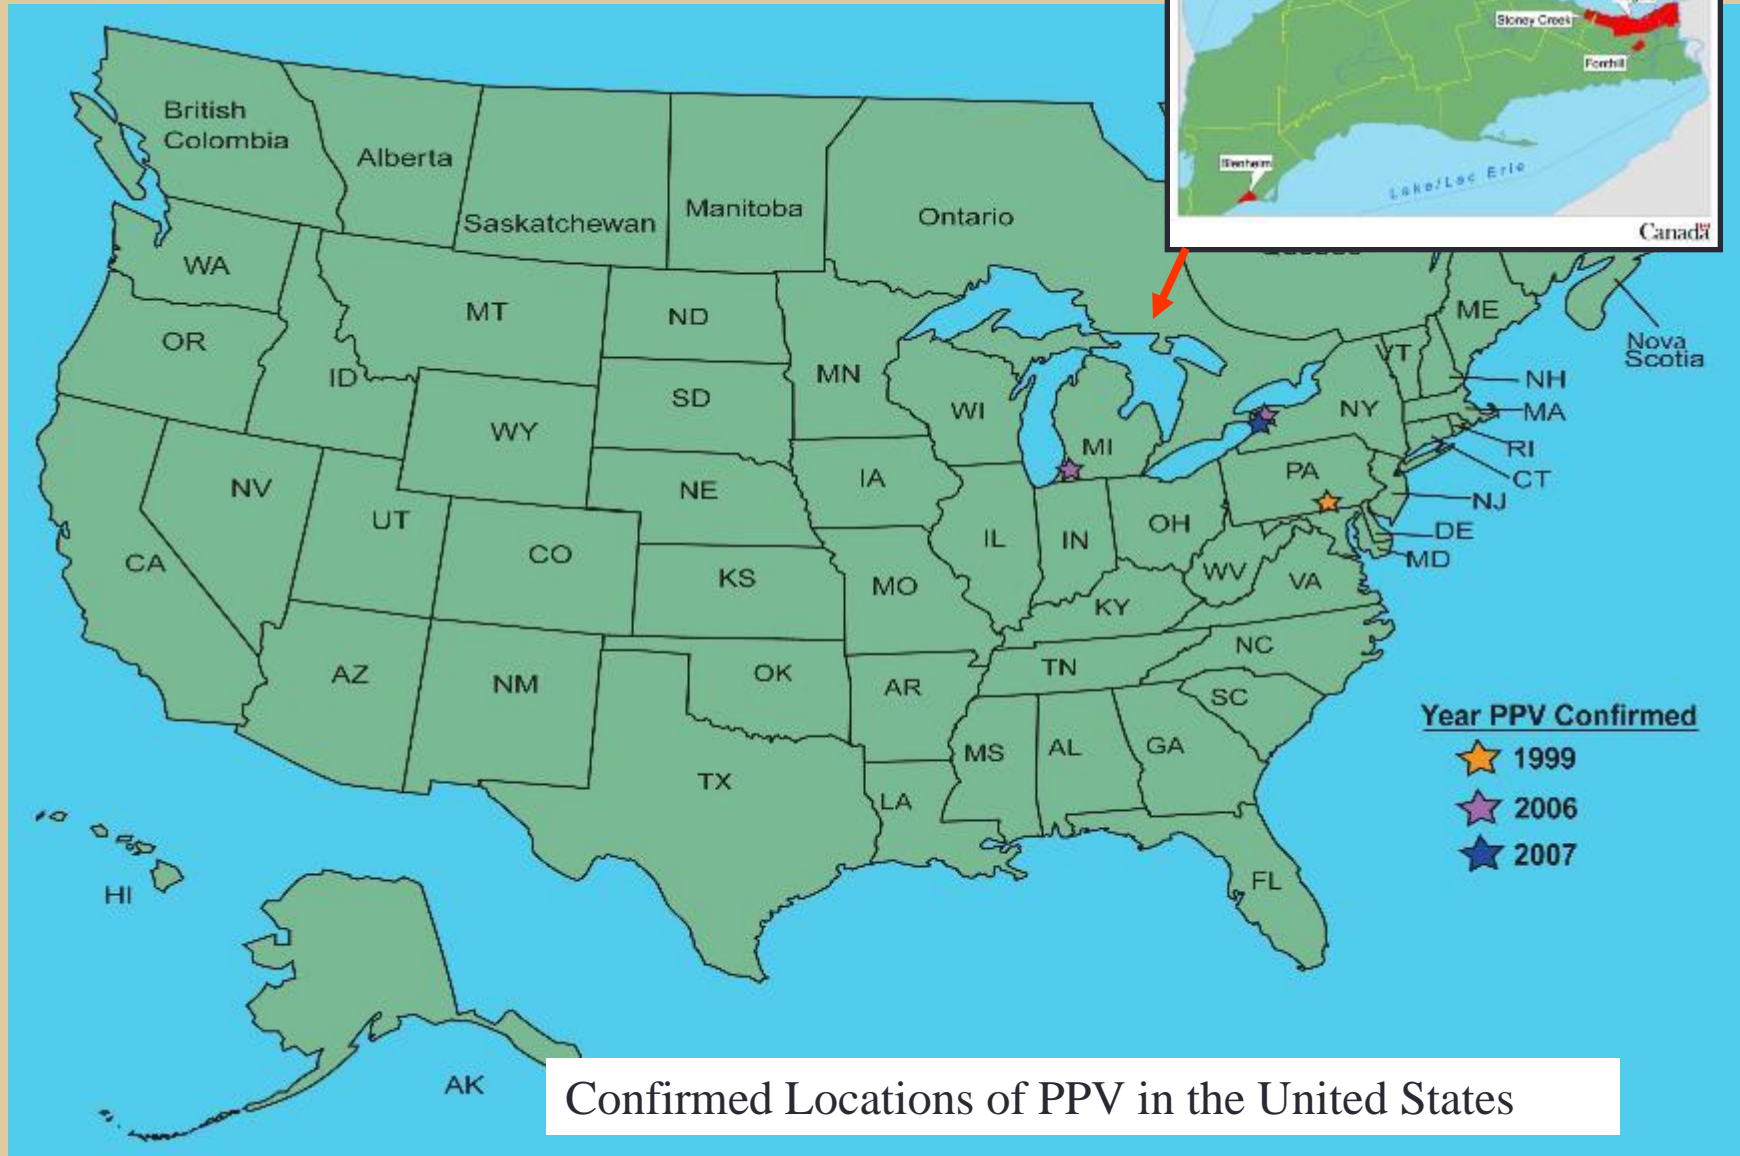 Stoney Creek
Fonthill
Blenheim
Lake/Lac Erie
Canada
British
Colombia
Alberta
Saskatchewan
Manitoba
Ontario
WA
OR
ID
MT
ND
SD
MN
WI
MI
WY
NE
IA
NV
UT
CO
CA
KS
MO
IL
IN
OH
PA
NY
VT
ME
Nova
Scotia
NH
MA
RI
CT
NJ
DE
MD
WV
VA
KY
NC
TN
SC
AZ
NM
OK
AR
TX
LA
MS
AL
GA
FL
HI
AK
Year PPV Confirmed
1999
2006
2007
Confirmed Locations of PPV in the United States